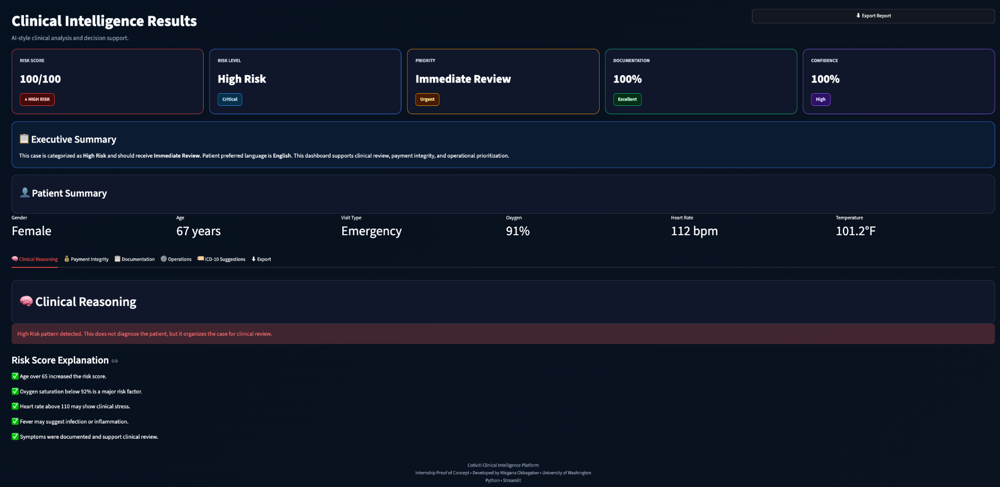 Clinical Intelligence Results
⬇ Export Report
AI-style clinical analysis and decision support.
RISK SCORE
100/100
▲ HIGH RISK
RISK LEVEL
High Risk
Critical
PRIORITY
Immediate Review
Urgent
DOCUMENTATION
100%
Excellent
CONFIDENCE
100%
High
📋 Executive Summary
This case is categorized as High Risk and should receive Immediate Review. Patient preferred language is English. This dashboard supports clinical review, payment integrity, and operational prioritization.
👤 Patient Summary
Gender
Female
Age
67 years
Visit Type
Emergency
Oxygen
91%
Heart Rate
112 bpm
Temperature
101.2°F
🧠 Clinical Reasoning 💰 Payment Integrity 📋 Documentation ⚙️ Operations 🏷️ ICD-10 Suggestions ⬇ Export
🧠 Clinical Reasoning
High Risk pattern detected. This does not diagnose the patient, but it organizes the case for clinical review.
Risk Score Explanation
✅ Age over 65 increased the risk score.
✅ Oxygen saturation below 92% is a major risk factor.
✅ Heart rate above 110 may show clinical stress.
✅ Fever may suggest infection or inflammation.
✅ Symptoms were documented and support clinical review.
Cotiviti Clinical Intelligence Platform
Internship Proof of Concept • Developed by Misgana Okbagaber • University of Washington
Python • Streamlit